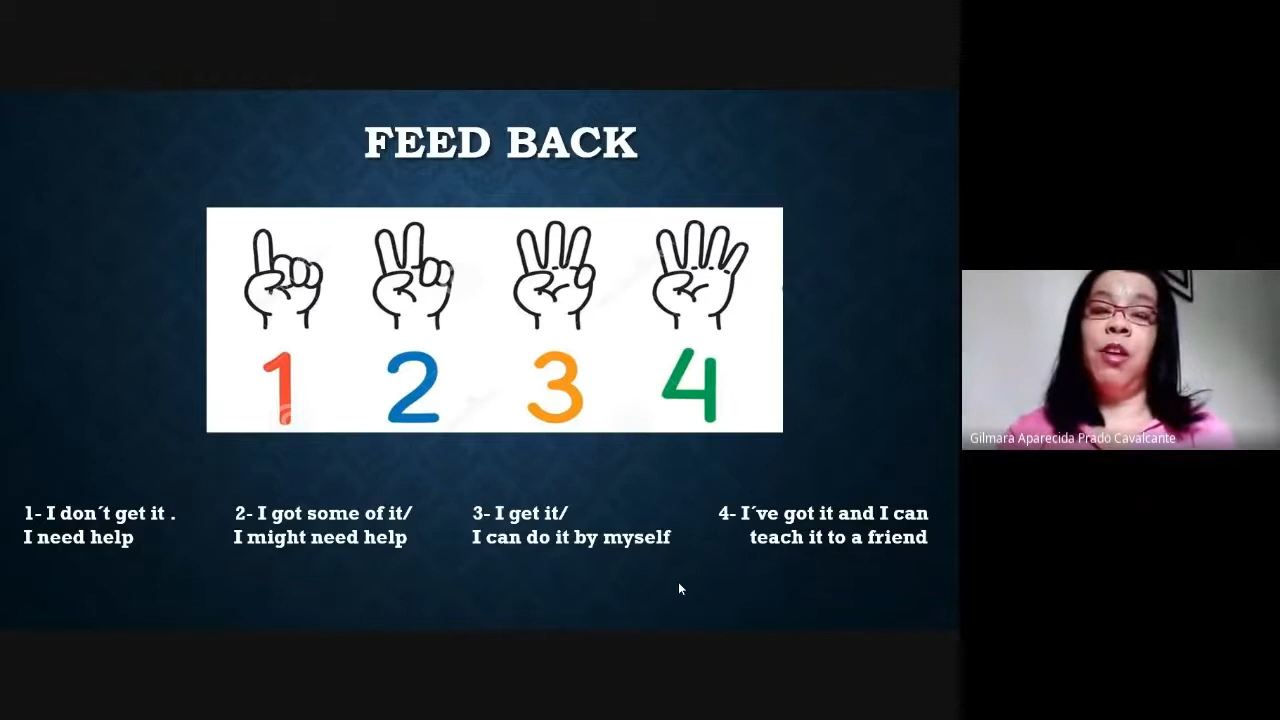 FEED BACK
1 2 3 4
1- I don´t get it .
I need help
2- I got some of it/
I might need help
3- I get it/
I can do it by myself
4- I´ve got it and I can
teach it to a friend
Gilmara Aparecida Prado Cavalcante